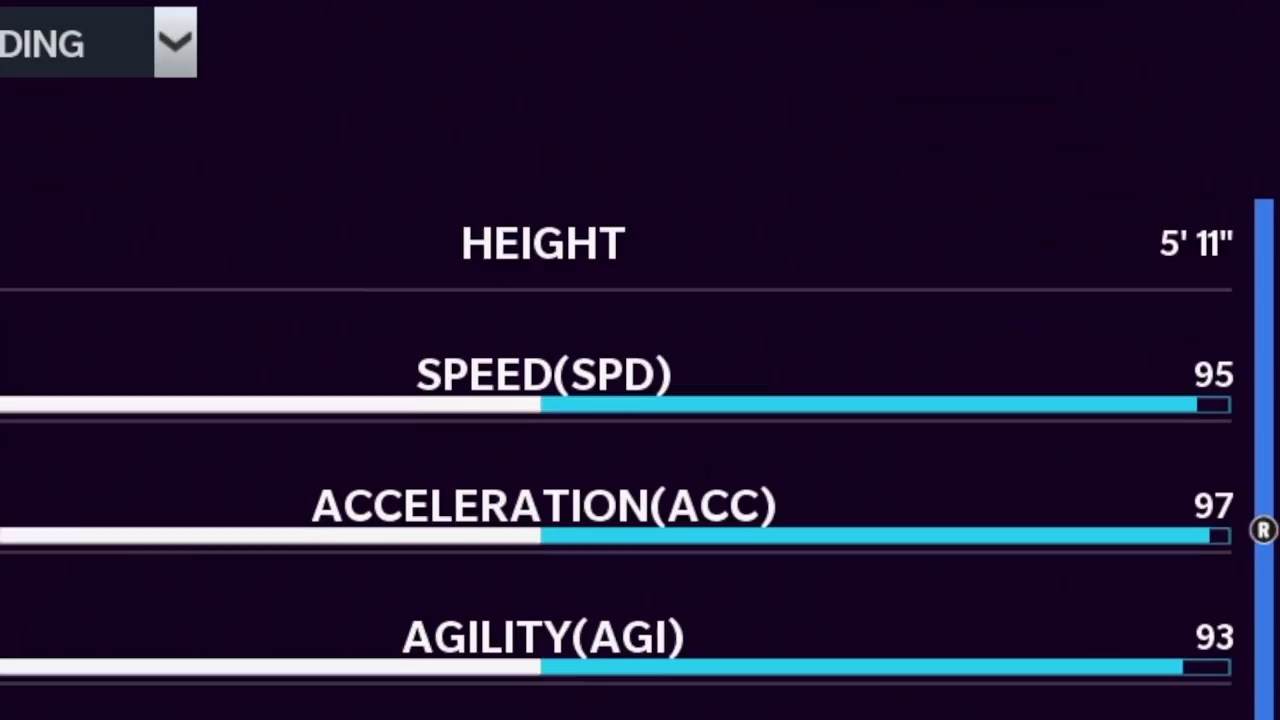 DING
HEIGHT 5' 11"
SPEED(SPD) 95
ACCELERATION(ACC) 97
R
AGILITY(AGI) 93